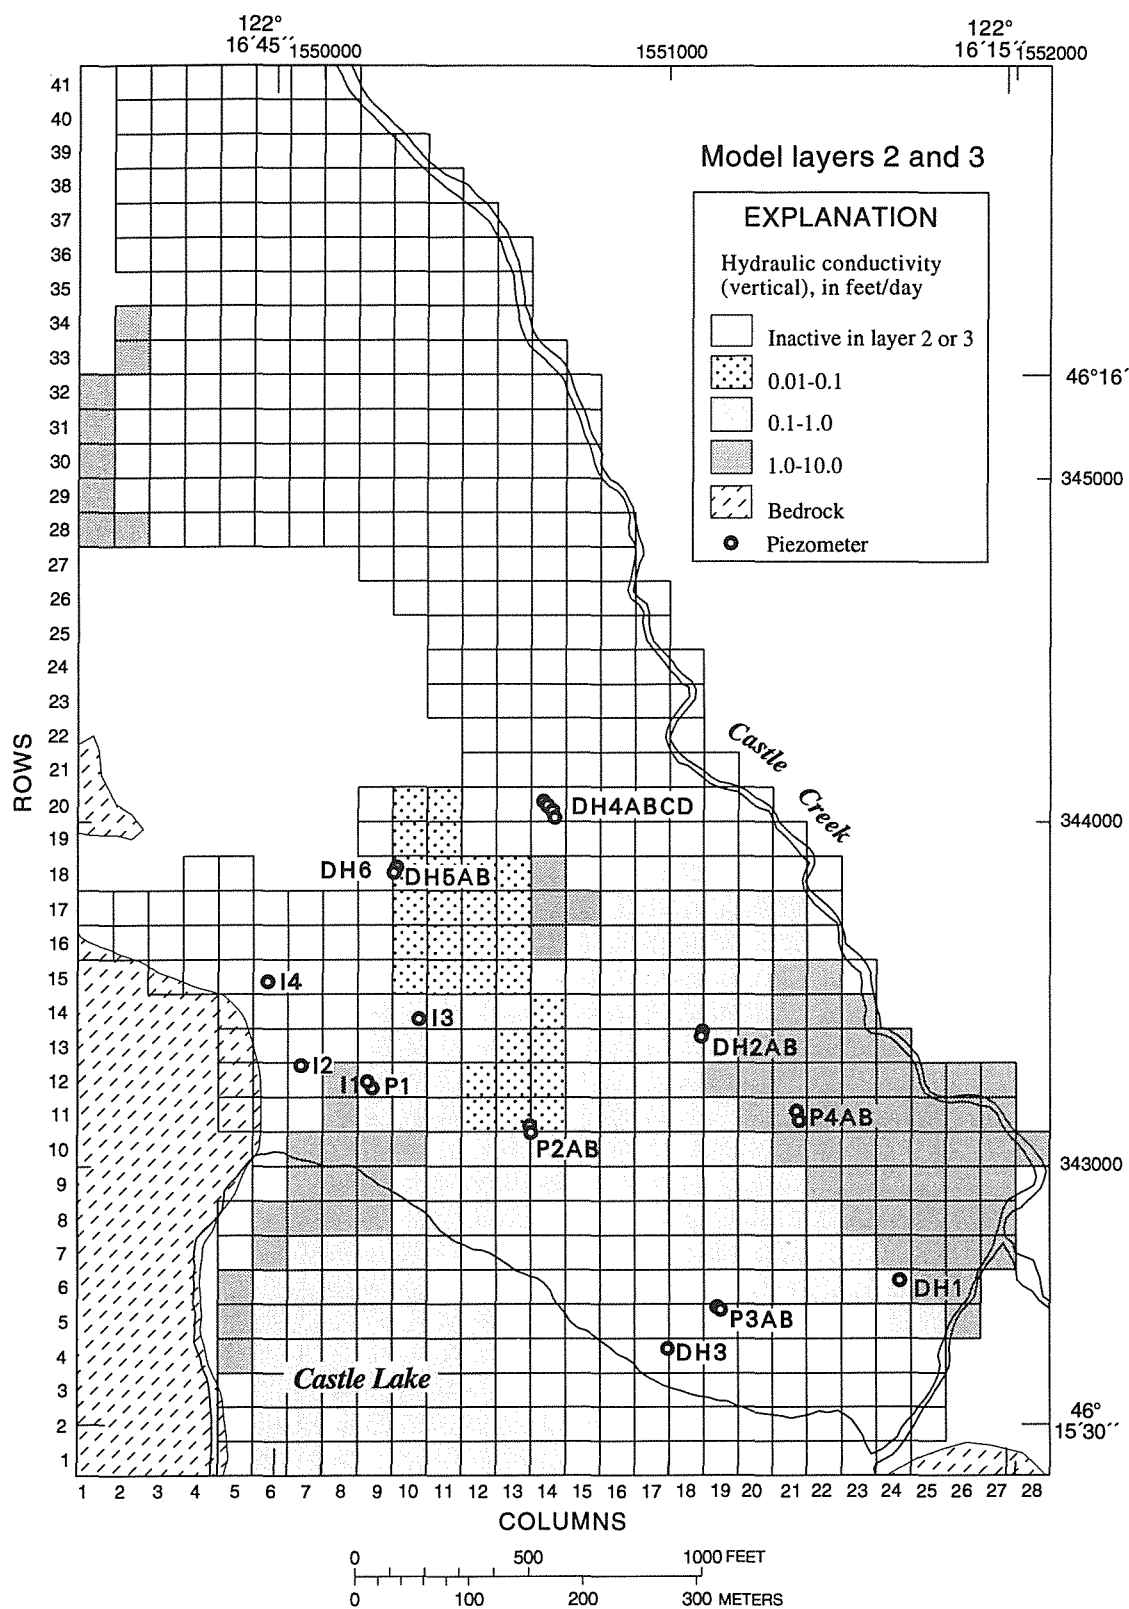 122°
16´45´´ 1550000
1551000
122°
16´15´´ 1552000
Model layers 2 and 3
EXPLANATION
Hydraulic conductivity
(vertical), in feet/day
Inactive in layer 2 or 3
0.01-0.1
0.1-1.0
1.0-10.0
Bedrock
Piezometer
46°16´
345000
344000
343000
46°
15´30´´
ROWS
41
40
39
38
37
36
35
34
33
32
31
30
29
28
27
26
25
24
23
22
21
20
19
18
17
16
15
14
13
12
11
10
9
8
7
6
5
4
3
2
1
Castle
Creek
DH4ABCD
DH6
DH5AB
I4
I3
DH2AB
I2
I1
P1
P4AB
P2AB
DH1
P3AB
DH3
Castle Lake
1 2 3 4 5 6 7 8 9 10 11 12 13 14 15 16 17 18 19 20 21 22 23 24 25 26 27 28
COLUMNS
0 500 1000 FEET
0 100 200 300 METERS